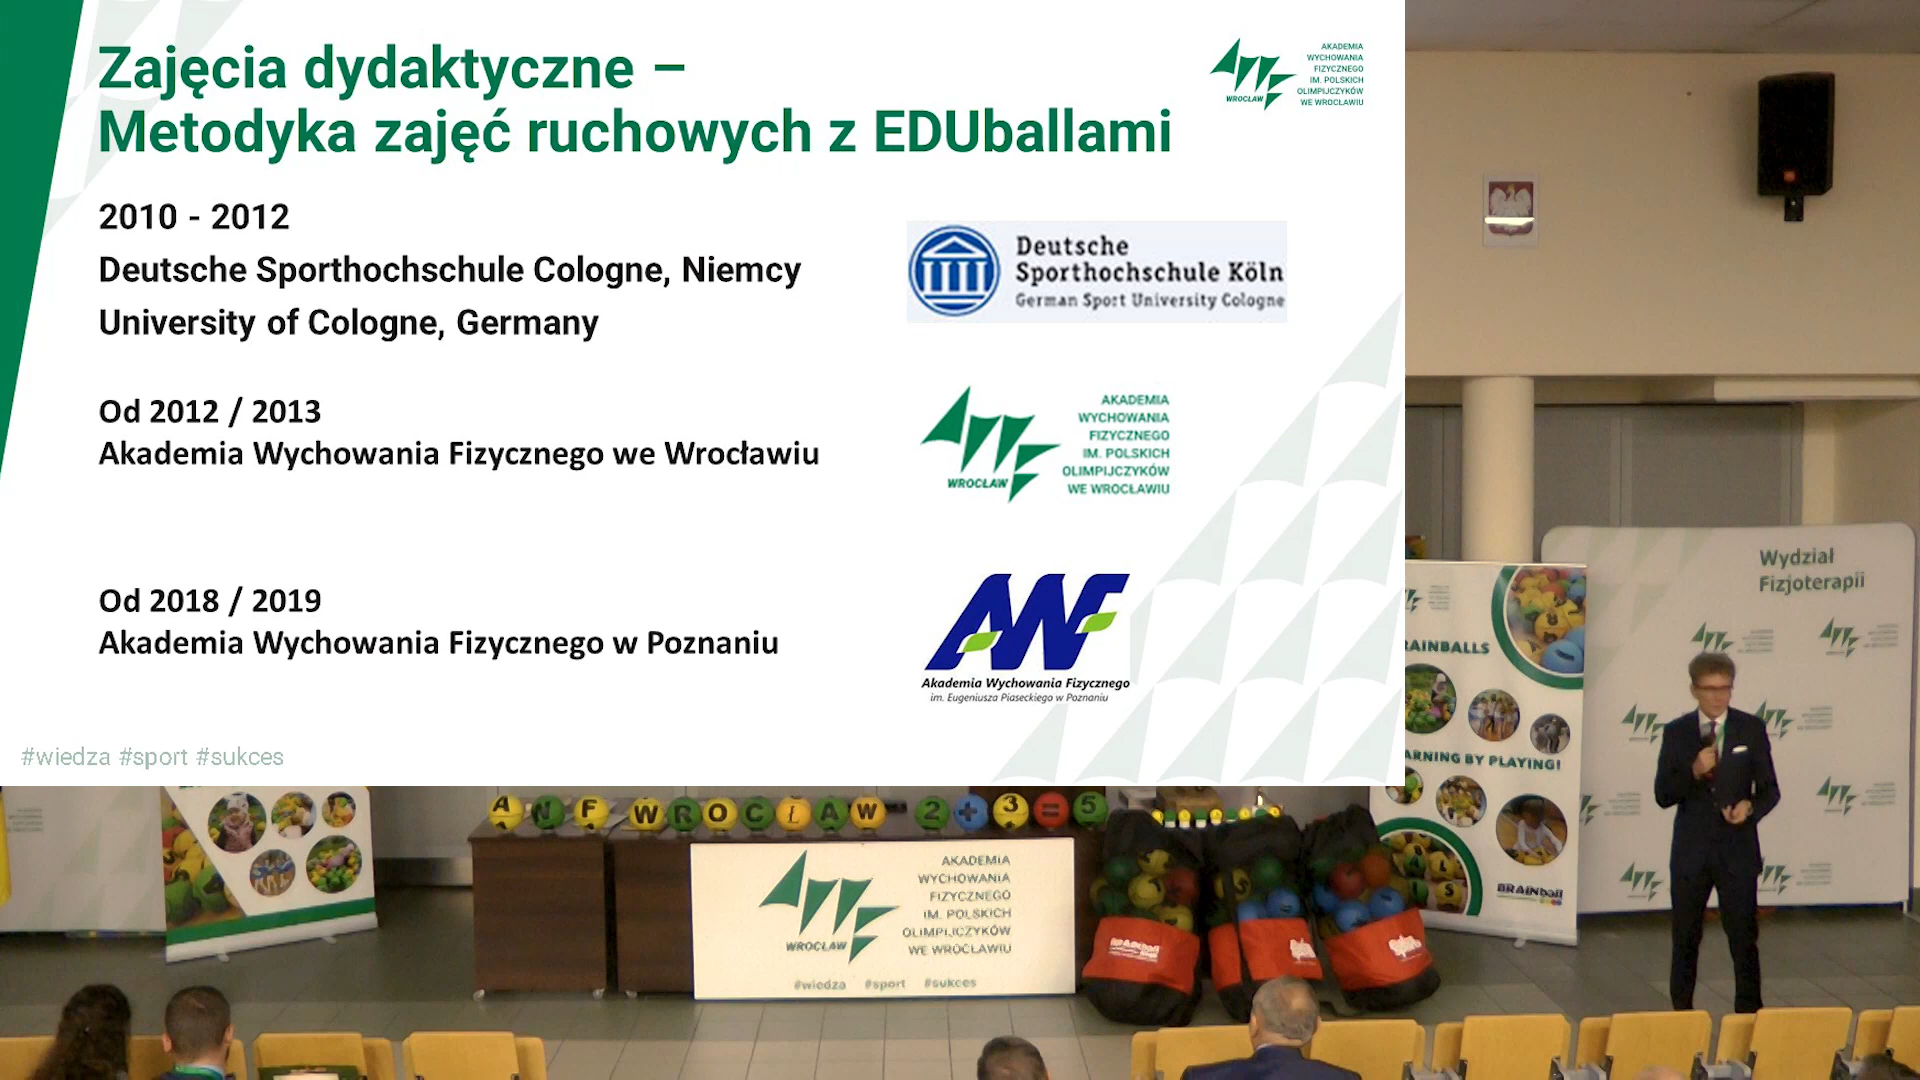 Zajęcia dydaktyczne –
Metodyka zajęć ruchowych z EDUballami
AKADEMIA
WYCHOWANIA
FIZYCZNEGO
IM. POLSKICH
OLIMPIJCZYKÓW
WE WROCŁAWIU
WROCŁAW
2010 - 2012
Deutsche Sporthochschule Cologne, Niemcy
University of Cologne, Germany
Deutsche
Sporthochschule Köln
German Sport University Cologne
Od 2012 / 2013
Akademia Wychowania Fizycznego we Wrocławiu
AKADEMIA
WYCHOWANIA
FIZYCZNEGO
IM. POLSKICH
OLIMPIJCZYKÓW
WE WROCŁAWIU
WROCŁAW
Od 2018 / 2019
Akademia Wychowania Fizycznego w Poznaniu
AWF
Akademia Wychowania Fizycznego
im. Eugeniusza Piaseckiego w Poznaniu
#wiedza #sport #sukces
Wydział
Fizjoterapii
RAINBALLS
ARNING BY PLAYING!
BRAINball
A W F WROCŁAW 2+3=5
AKADEMIA
WYCHOWANIA
FIZYCZNEGO
IM. POLSKICH
OLIMPIJCZYKÓW
WE WROCŁAWIU
WROCŁAW
#wiedza #sport #sukces